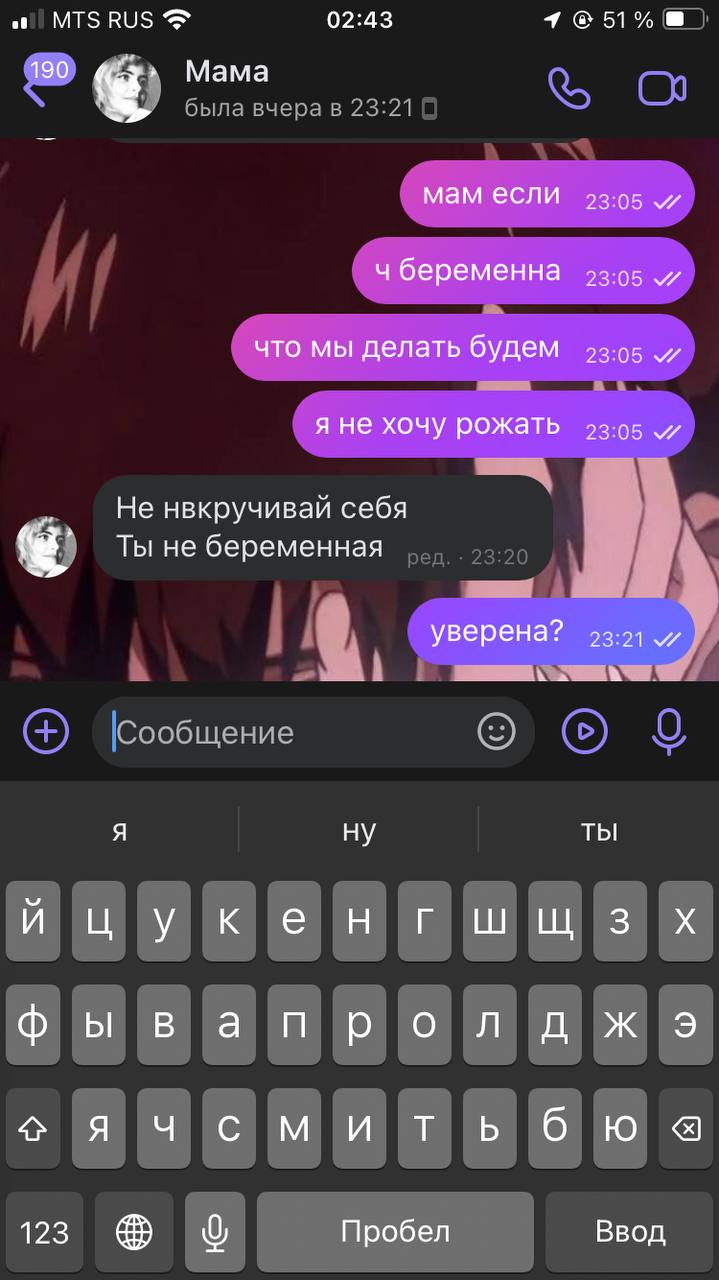 MTS RUS 02:43 51 %
190
Мама
была вчера в 23:21
мам если 23:05
ч беременна 23:05
что мы делать будем 23:05
я не хочу рожать 23:05
Не нвкручивай себя
Ты не беременная ред. · 23:20
уверена? 23:21
Сообщение
я ну ты
й ц у к е н г ш щ з х
ф ы в а п р о л д ж э
я ч с м и т ь б ю
123 Пробел Ввод